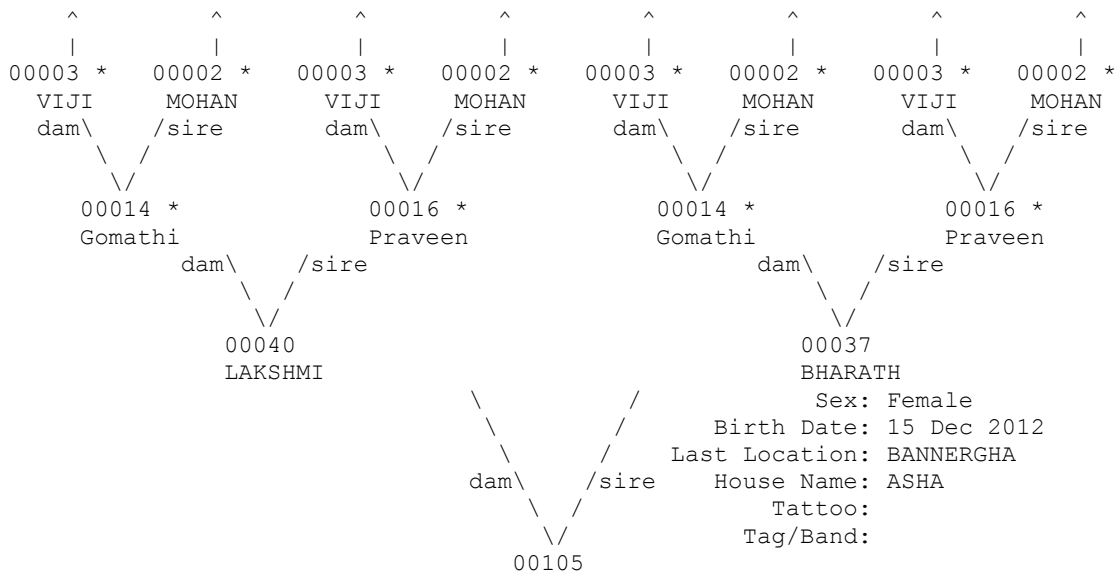 ^ ^ ^ ^ ^ ^ ^ ^
| | | | | | | |
00003 * 00002 * 00003 * 00002 * 00003 * 00002 * 00003 * 00002 *
VIJI MOHAN VIJI MOHAN VIJI MOHAN VIJI MOHAN
dam\ /sire dam\ /sire dam\ /sire dam\ /sire
\ / \ / \ / \ /
\/ \/ \/ \/
00014 * 00016 * 00014 * 00016 *
Gomathi Praveen Gomathi Praveen
dam\ /sire dam\ /sire
\ / \ /
\/ \/
00040 00037
LAKSHMI BHARATH
\ / Sex: Female
\ / Birth Date: 15 Dec 2012
\ / Last Location: BANNERGHA
dam\ /sire House Name: ASHA
\ / Tattoo:
\/ Tag/Band:
00105